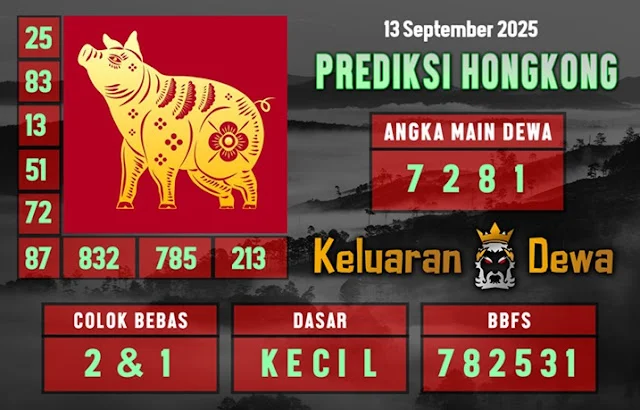 13 September 2025
PREDIKSI HONGKONG
25
83
13
51
72
87 832 785 213
ANGKA MAIN DEWA
7 2 8 1
Keluaran Dewa
COLOK BEBAS
2 & 1
DASAR
KECIL
BBFS
782531